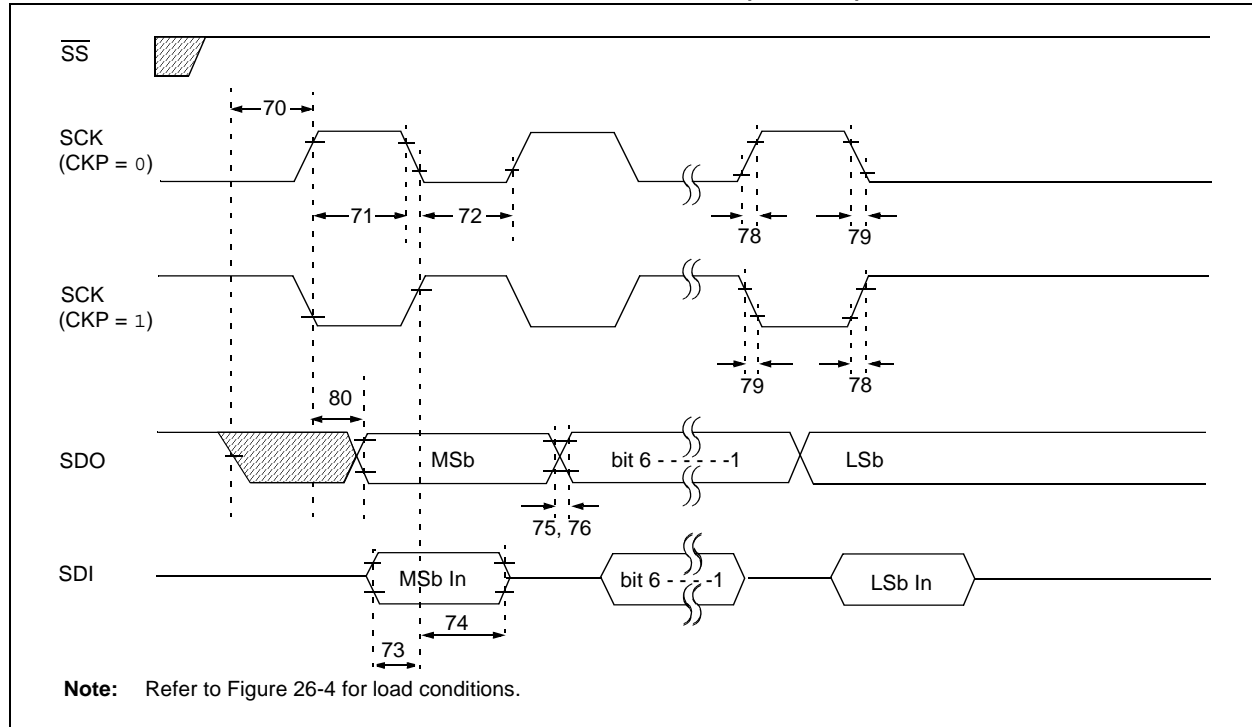 SS
70
SCK
(CKP = 0)
71
72
78
79
SCK
(CKP = 1)
79
78
80
SDO
MSb
bit 6 - - - - - - -1
LSb
75, 76
SDI
MSb In
bit 6 - - - - -1
LSb In
74
73
Note: Refer to Figure 26-4 for load conditions.